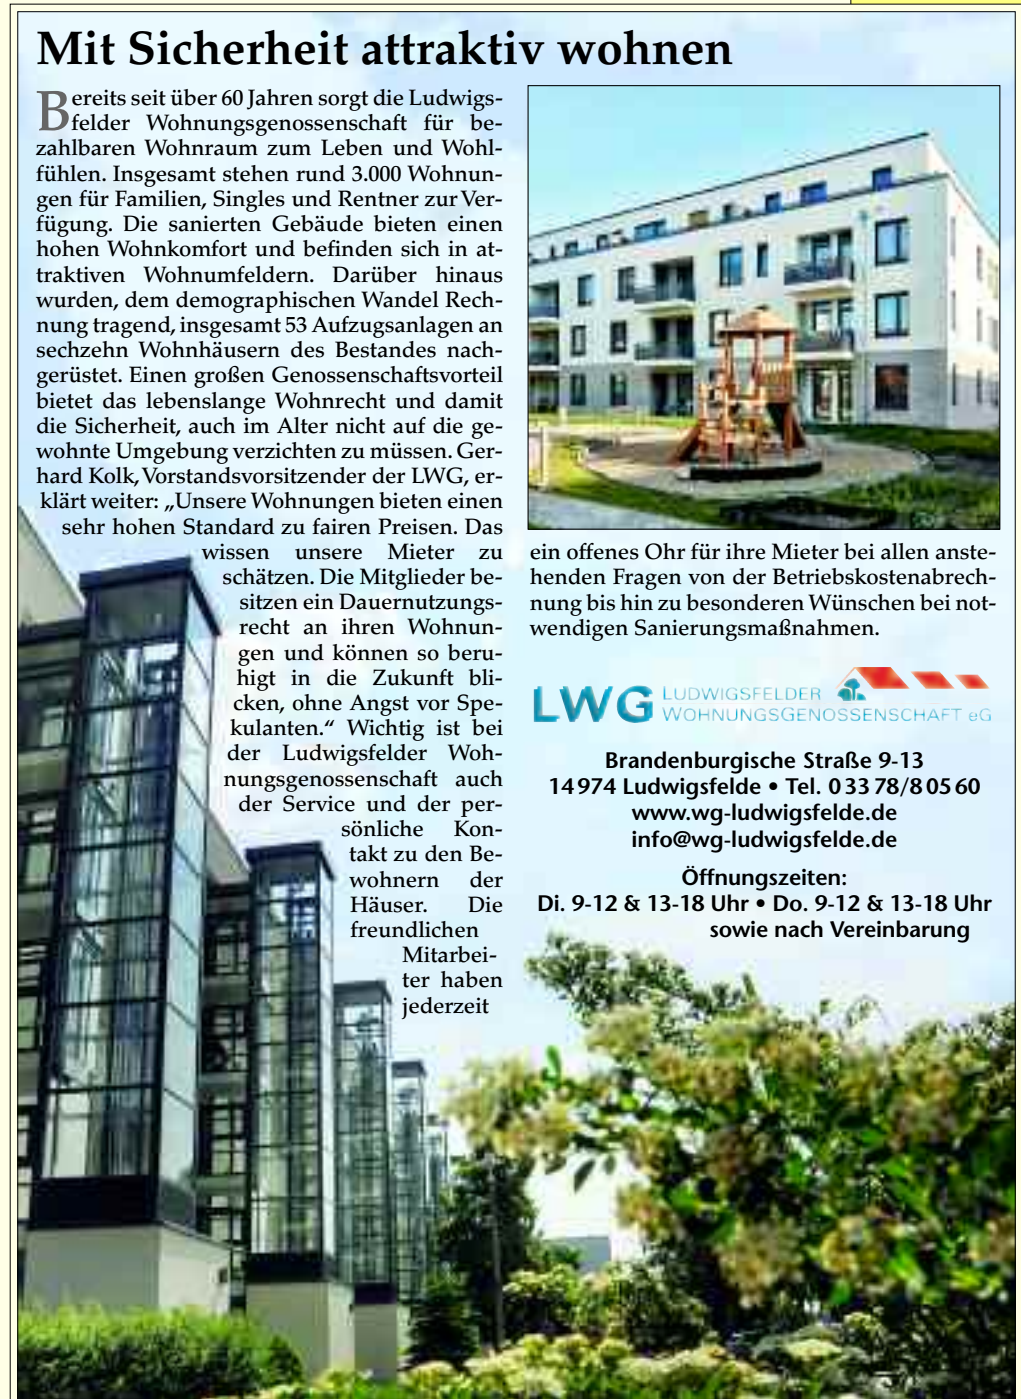 Mit Sicherheit attraktiv wohnen
Bereits seit über 60 Jahren sorgt die Ludwigs-
felder Wohnungsgenossenschaft für be-
zahlbaren Wohnraum zum Leben und Wohl-
fühlen. Insgesamt stehen rund 3.000 Wohnun-
gen für Familien, Singles und Rentner zur Ver-
fügung. Die sanierten Gebäude bieten einen
hohen Wohnkomfort und befinden sich in at-
traktiven Wohnumfeldern. Darüber hinaus
wurden, dem demographischen Wandel Rech-
nung tragend, insgesamt 53 Aufzugsanlagen an
sechzehn Wohnhäusern des Bestandes nach-
gerüstet. Einen großen Genossenschaftsvorteil
bietet das lebenslange Wohnrecht und damit
die Sicherheit, auch im Alter nicht auf die ge-
wohnte Umgebung verzichten zu müssen. Ger-
hard Kolk, Vorstandsvorsitzender der LWG, er-
klärt weiter: „Unsere Wohnungen bieten einen
sehr hohen Standard zu fairen Preisen. Das
wissen unsere Mieter zu
schätzen. Die Mitglieder be-
sitzen ein Dauernutzungs-
recht an ihren Wohnun-
gen und können so beru-
higt in die Zukunft bli-
cken, ohne Angst vor Spe-
kulanten.“ Wichtig ist bei
der Ludwigsfelder Woh-
nungsgenossenschaft auch
der Service und der per-
sönliche Kon-
takt zu den Be-
wohnern der
Häuser. Die
freundlichen
Mitarbei-
ter haben
jederzeit
ein offenes Ohr für ihre Mieter bei allen anste-
henden Fragen von der Betriebskostenabrech-
nung bis hin zu besonderen Wünschen bei not-
wendigen Sanierungsmaßnahmen.
LWG LUDWIGSFELDER
WOHNUNGSGENOSSENSCHAFT eG
Brandenburgische Straße 9-13
14974 Ludwigsfelde • Tel. 0 33 78/8 05 60
www.wg-ludwigsfelde.de
info@wg-ludwigsfelde.de
Öffnungszeiten:
Di. 9-12 & 13-18 Uhr • Do. 9-12 & 13-18 Uhr
sowie nach Vereinbarung